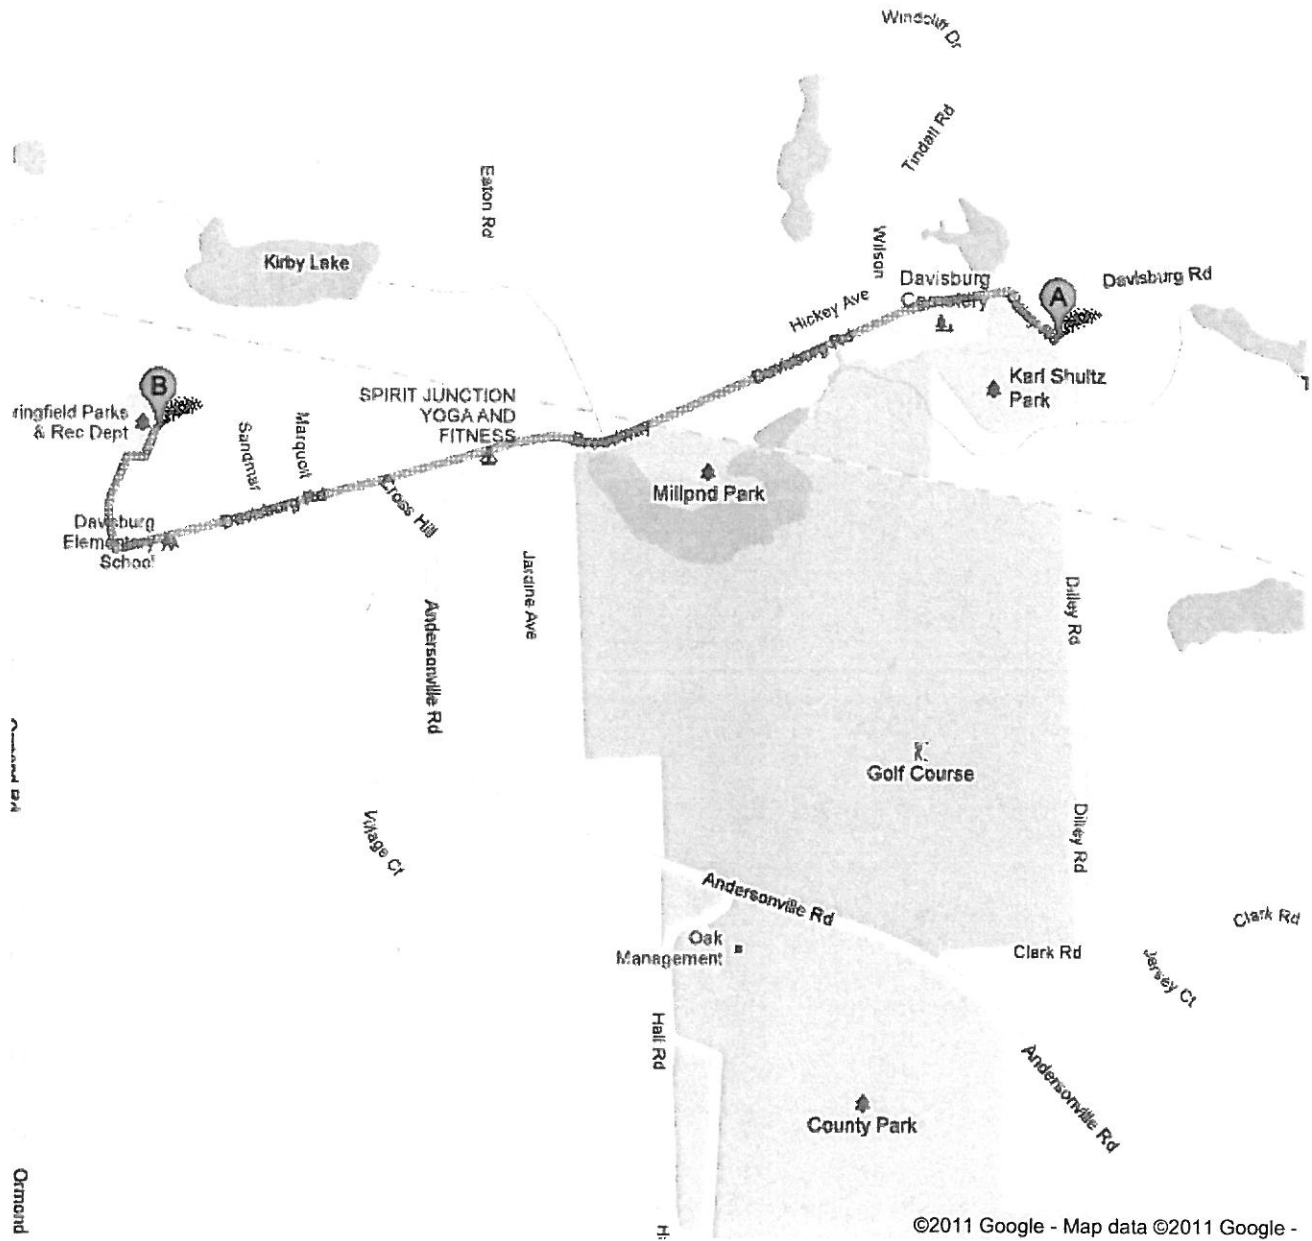 Windcliff Dr
Tindall Rd
Eaton Rd
Wilson
Kirby Lake
Davisburg
Cemetery
A
Davisburg Rd
Hickey Ave
Davisburg Rd
Karl Shultz
Park
B
SPIRIT JUNCTION
YOGA AND
FITNESS
ringfield Parks
& Rec Dept
Sandmar
Marquoit
Millpnd Park
Davisburg Rd
Cross Hill
Davisburg
Elementary
School
Jardine Ave
Dilley Rd
Andersonville Rd
Golf Course
Village Ct
Dilley Rd
Andersonville Rd
Clark Rd
Oak
Management
Clark Rd
Jersey Ct
Hall Rd
Andersonville Rd
County Park
Ormond
©2011 Google - Map data ©2011 Google -